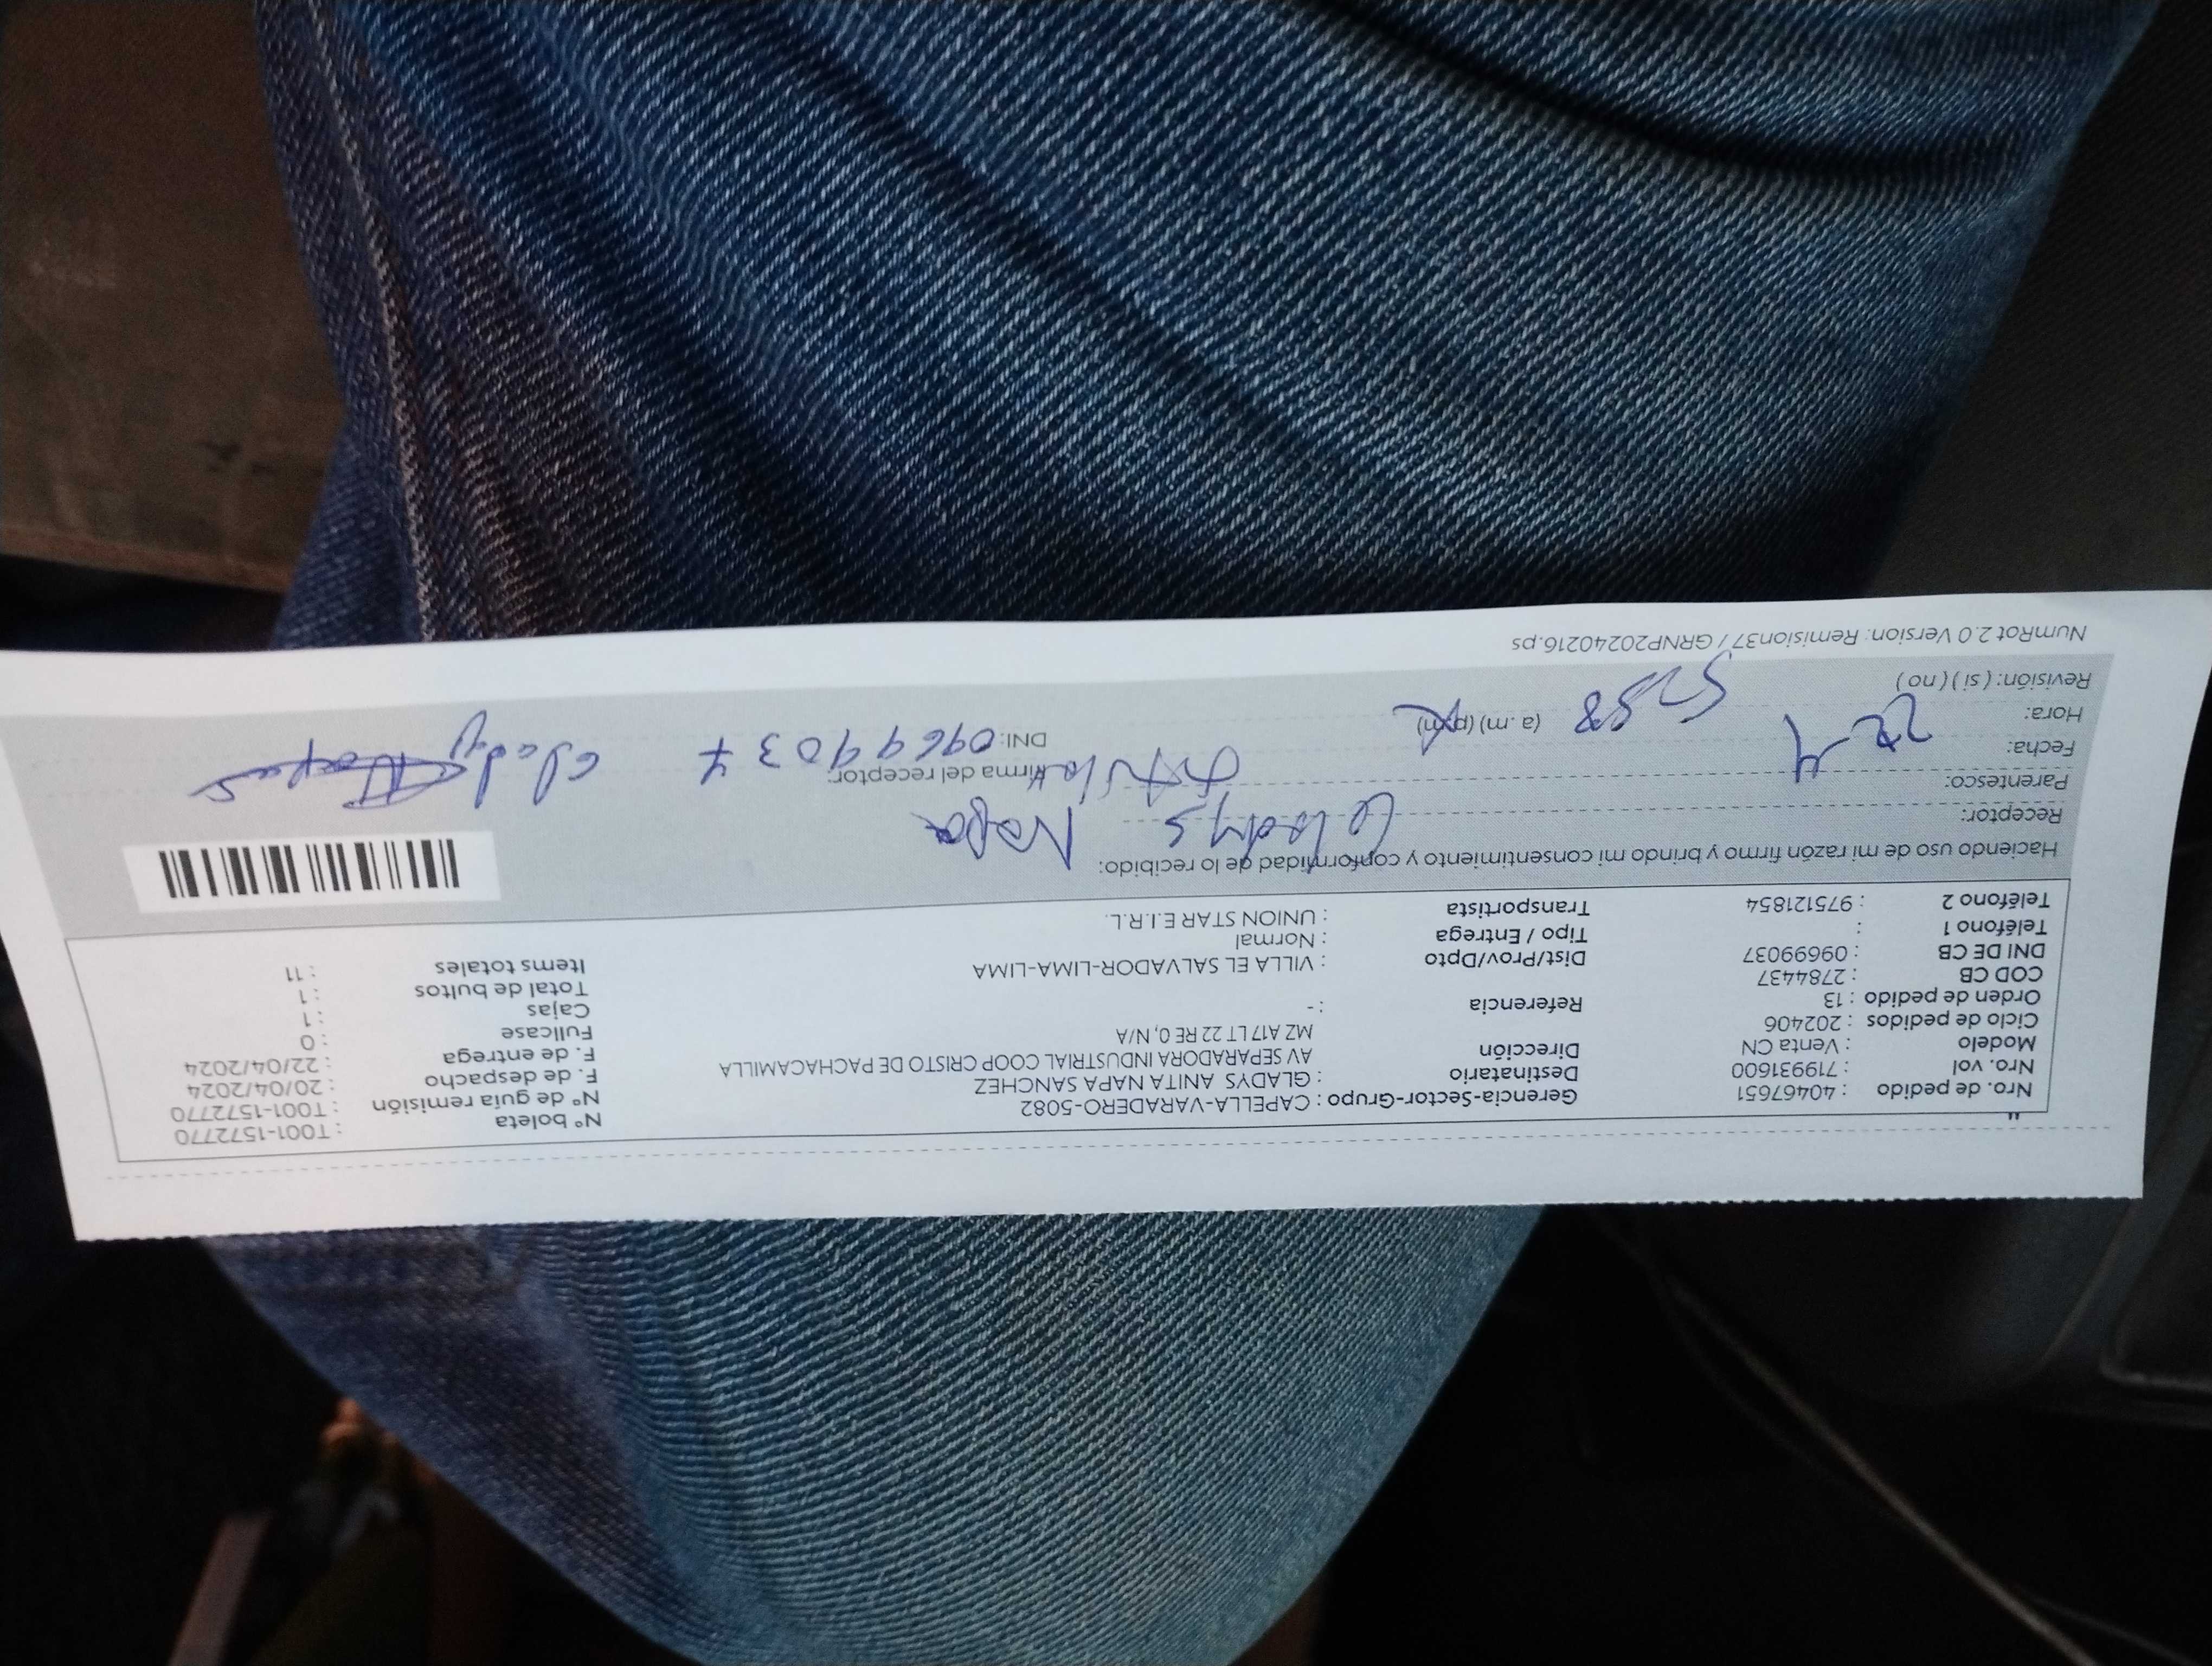 Nro. de pedido : 40467651
Nro. vol : 719931600
Modelo : Venta CN
Ciclo de pedidos : 202406
Orden de pedido : 13
COD CB : 2784437
DNI DE CB : 09699037
Teléfono 1 :
Teléfono 2 : 975121854
Gerencia-Sector-Grupo : CAPELLA-VARADERO-5082
Destinatario : GLADYS ANITA NAPA SANCHEZ
Dirección AV SEPARADORA INDUSTRIAL COOP CRISTO DE PACHACAMILLA
MZ A17 LT 22 RE 0, N/A
Referencia : -
Dist/Prov/Dpto : VILLA EL SALVADOR-LIMA-LIMA
Tipo / Entrega : Normal
Transportista : UNION STAR E.I.R.L.
N° boleta : T001-1572770
N° de guía remisión : T001-1572770
F. de despacho : 20/04/2024
F. de entrega : 22/04/2024
Fullcase : 0
Cajas : 1
Total de bultos : 1
Items totales : 11
Haciendo uso de mi razón firmo y brindo mi consentimiento y conformidad de lo recibido:
Receptor: Gladys Napa
Parentesco: titular
Firma del receptor:
Fecha: 22-4
DNI: 09699037
Hora: 5:58 (a.m) (p.m)
Revisión: (si) (no)
NumRot 2.0 Version: Remision37 / GRNP20240216.ps